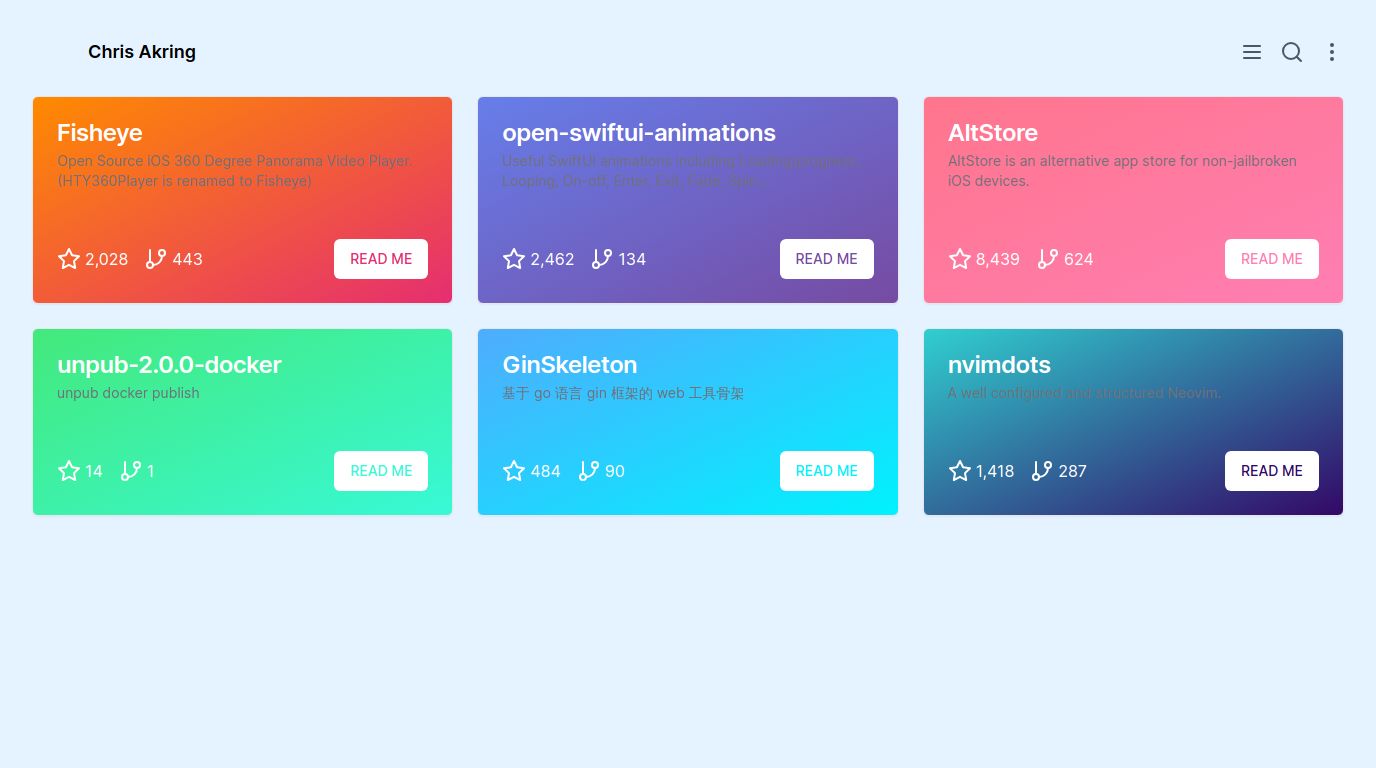 Chris Akring
Fisheye
Open Source iOS 360 Degree Panorama Video Player.
(HTY360Player is renamed to Fisheye)
2,028
443
READ ME
open-swiftui-animations
Useful SwiftUI animations including Loading/progress,
Looping, On-off, Enter, Exit, Fade, Spin...
2,462
134
READ ME
AltStore
AltStore is an alternative app store for non-jailbroken
iOS devices.
8,439
624
READ ME
unpub-2.0.0-docker
unpub docker publish
14
1
READ ME
GinSkeleton
基于 go 语言 gin 框架的 web 工具骨架
484
90
READ ME
nvimdots
A well configured and structured Neovim.
1,418
287
READ ME